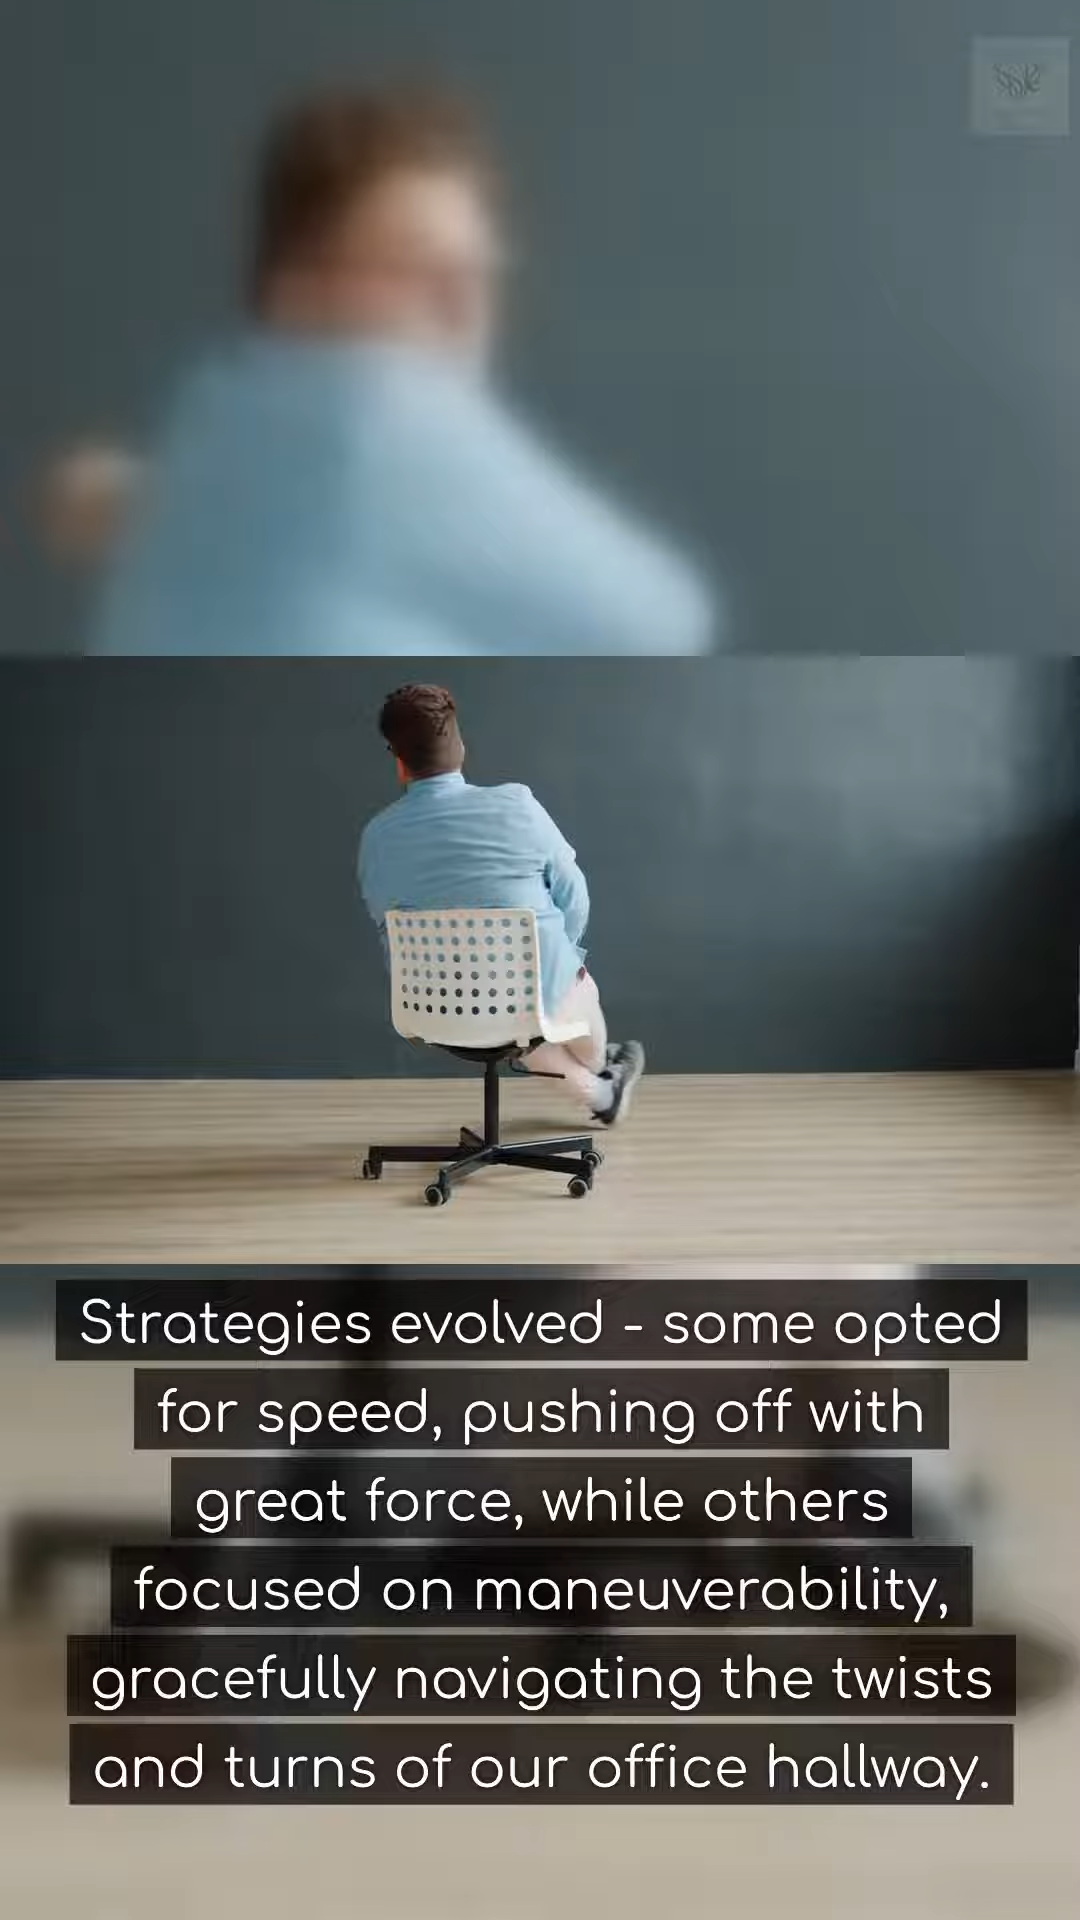 Strategies evolved - some opted
for speed, pushing off with
great force, while others
focused on maneuverability,
gracefully navigating the twists
and turns of our office hallway.